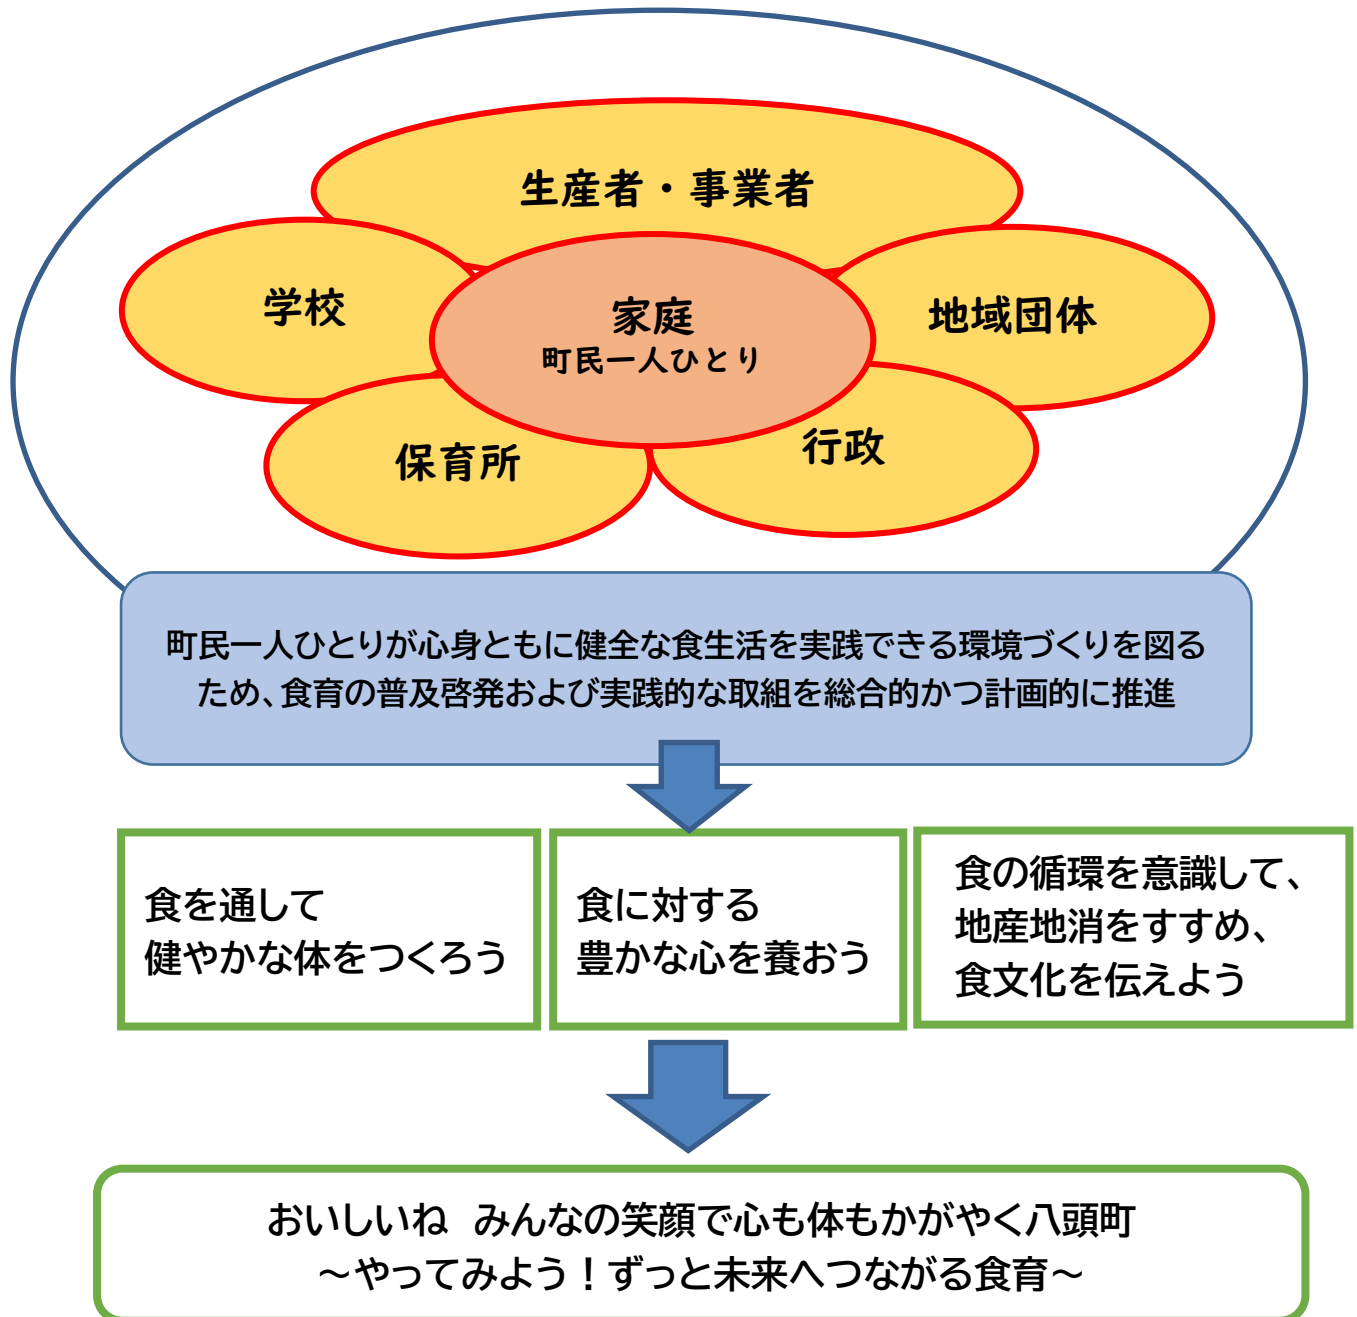 生産者・事業者
学校
家庭
町民一人ひとり
地域団体
保育所
行政
町民一人ひとりが心身ともに健全な食生活を実践できる環境づくりを図る
ため、食育の普及啓発および実践的な取組を総合的かつ計画的に推進
食を通して
健やかな体をつくろう
食に対する
豊かな心を養おう
食の循環を意識して、
地産地消をすすめ、
食文化を伝えよう
おいしいね　みんなの笑顔で心も体もかがやく八頭町
～やってみよう！ずっと未来へつながる食育～